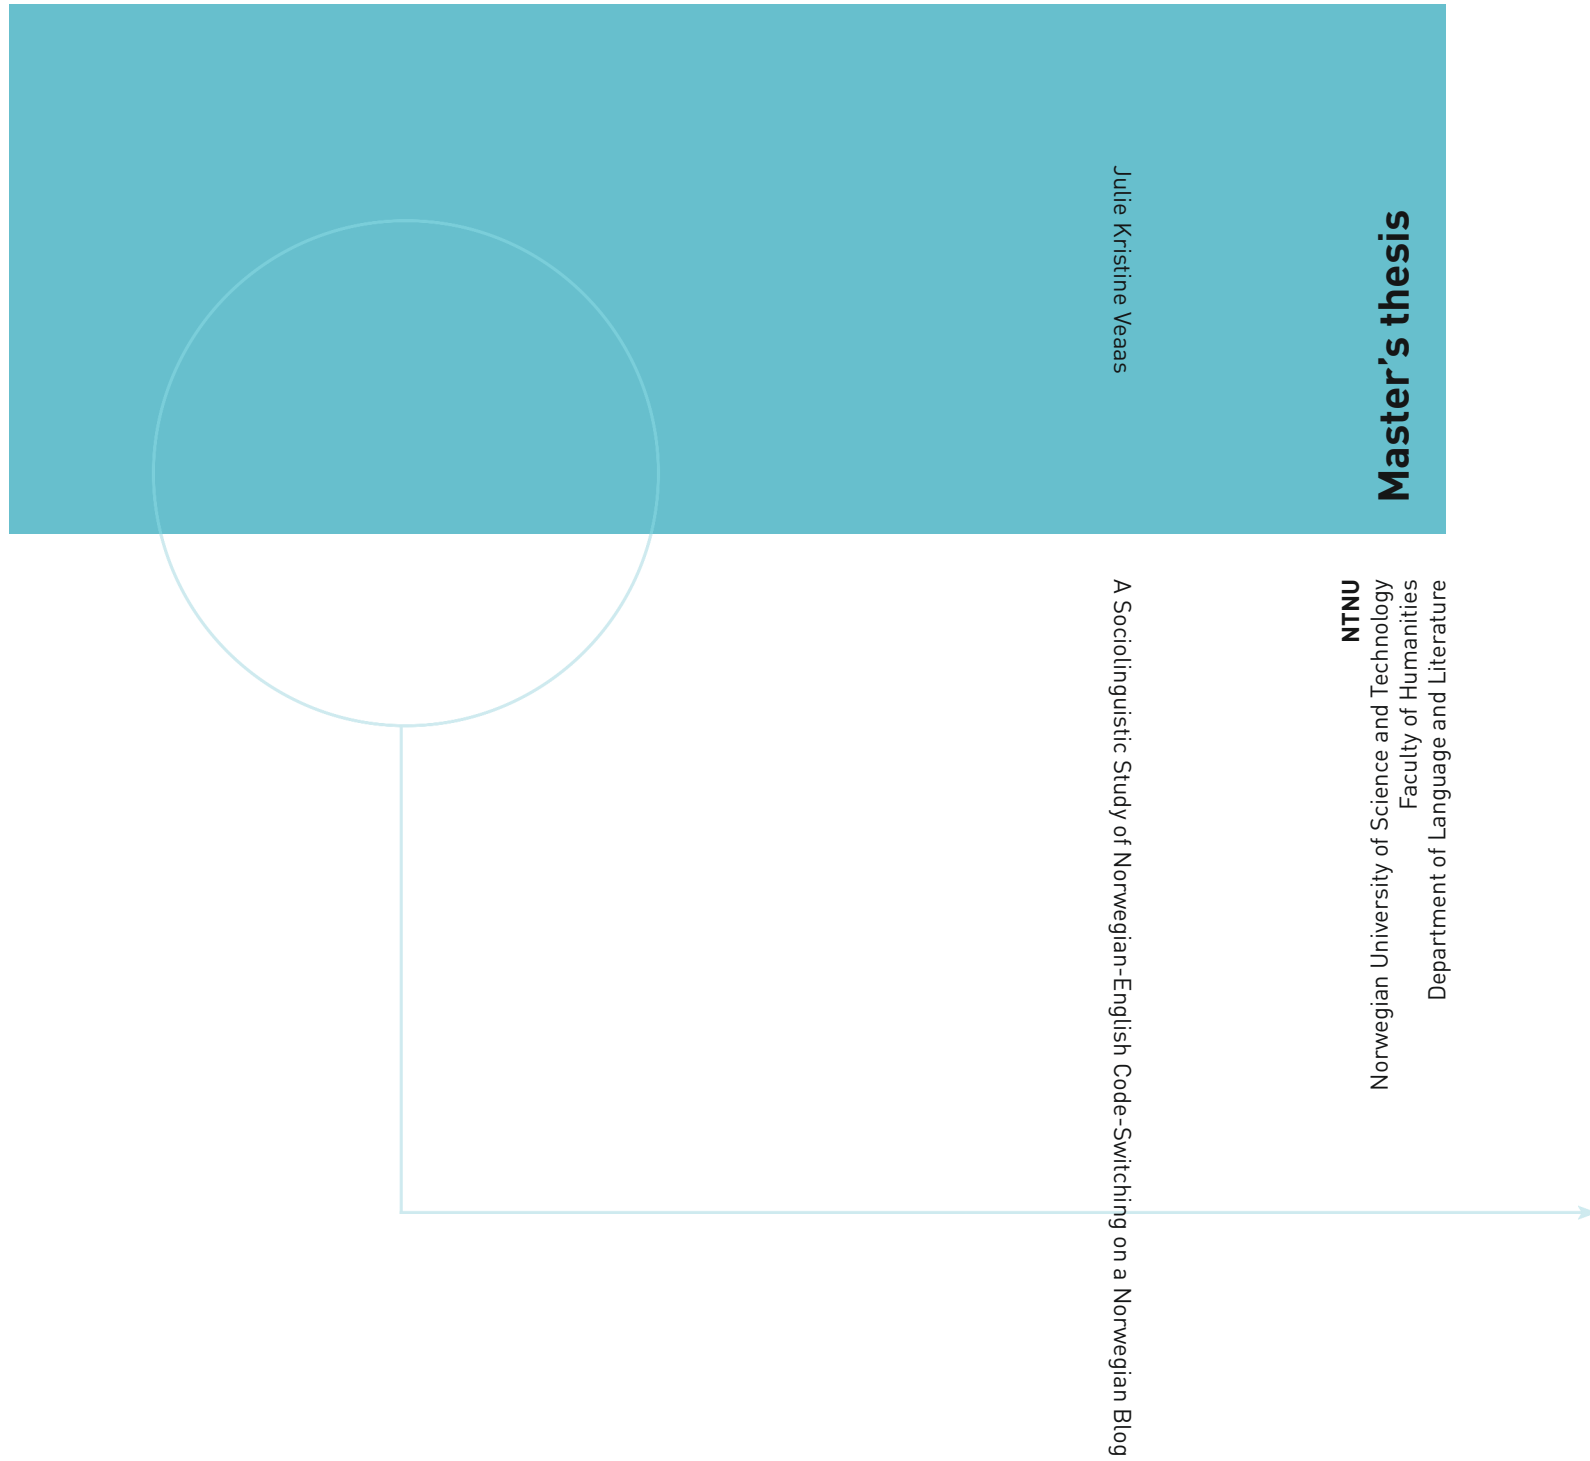 Julie Kristine Veaas
A Sociolinguistic Study of Norwegian-English Code-Switching on a Norwegian Blog
Master's thesis
NTNU
Norwegian University of Science and Technology
Faculty of Humanities
Department of Language and Literature